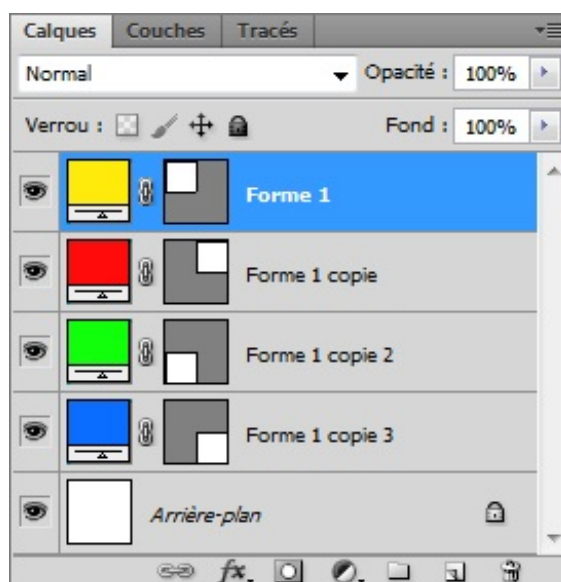 Calques Couches Tracés
Normal Opacité : 100%
Verrou : Fond : 100%
Forme 1
Forme 1 copie
Forme 1 copie 2
Forme 1 copie 3
Arrière-plan
fx.